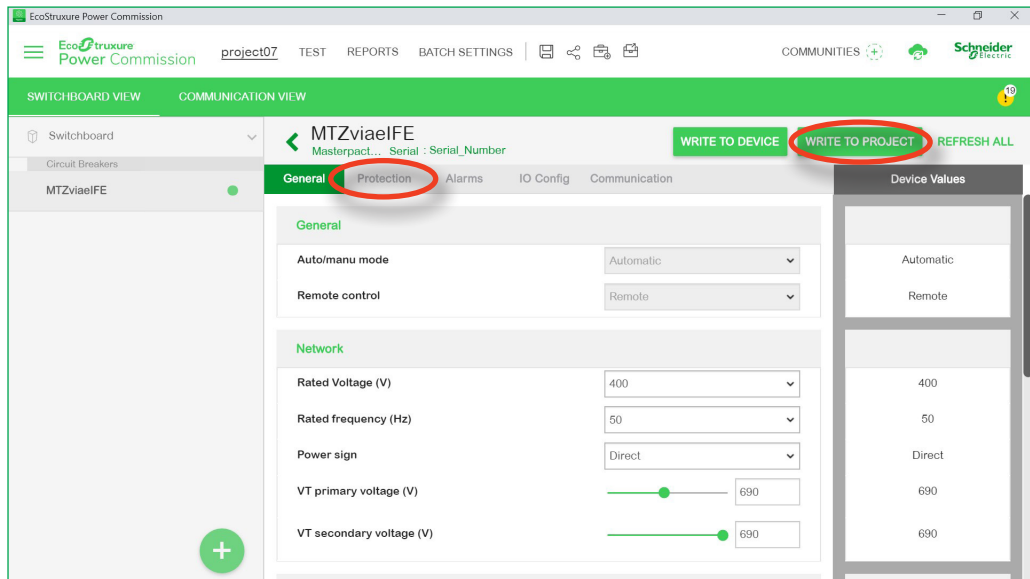 EcoStruxure Power Commission
EcoStruxure
Power Commission
project07 TEST REPORTS BATCH SETTINGS COMMUNITIES
Schneider
Electric
SWITCHBOARD VIEW COMMUNICATION VIEW 19
Switchboard
Circuit Breakers
MTZviaeIFE
MTZviaeIFE
Masterpact... Serial : Serial_Number
WRITE TO DEVICE WRITE TO PROJECT REFRESH ALL
General Protection Alarms IO Config Communication Device Values
General
Auto/manu mode Automatic Automatic
Remote control Remote Remote
Network
Rated Voltage (V) 400 400
Rated frequency (Hz) 50 50
Power sign Direct Direct
VT primary voltage (V) 690 690
VT secondary voltage (V) 690 690